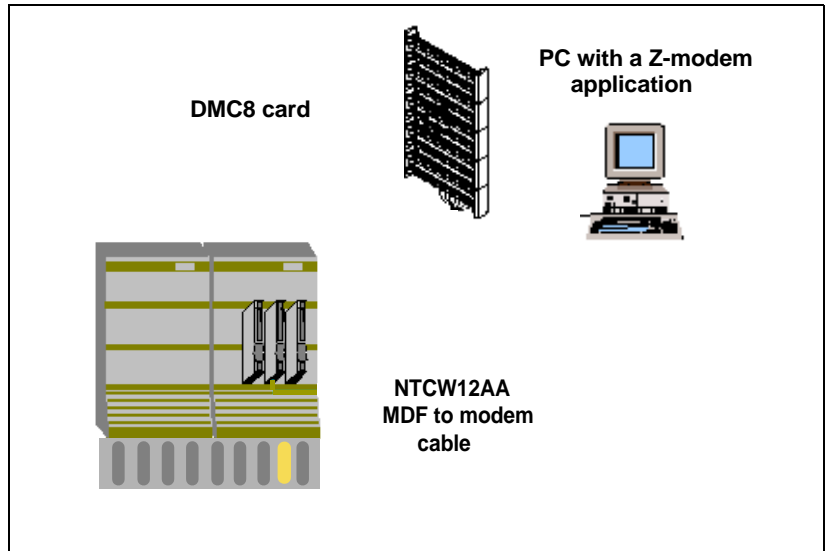 PC with a Z-modem
application
DMC8 card
NTCW12AA
MDF to modem
cable